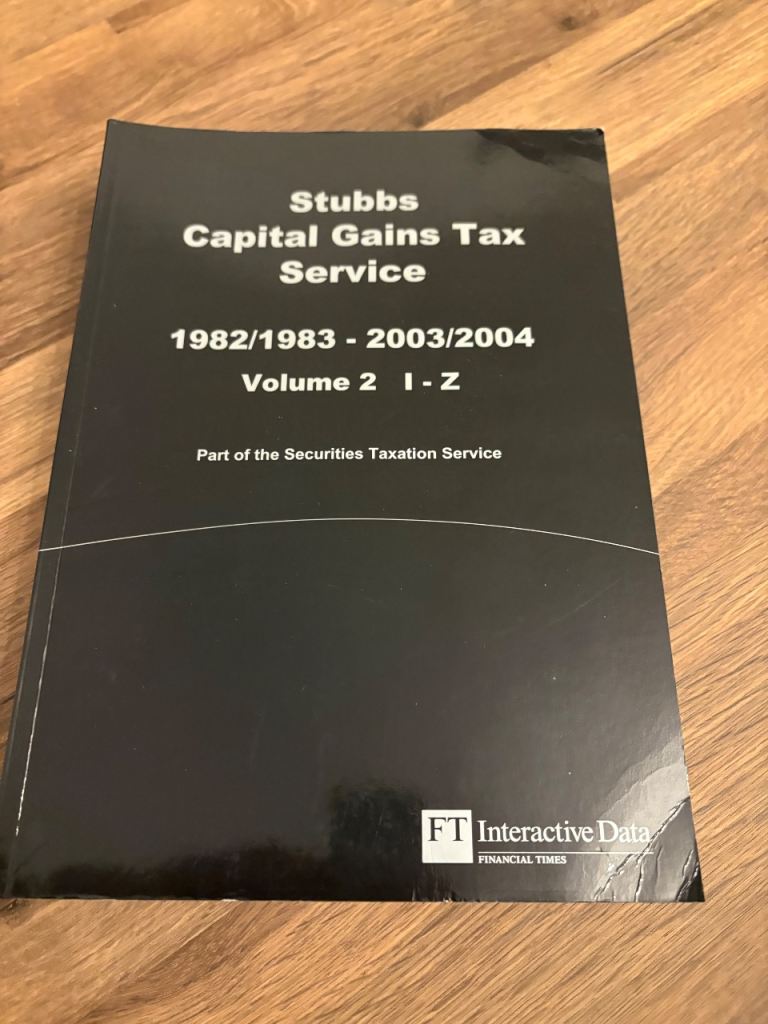 Stubbs
Capital Gains Tax
Service
1982/1983 - 2003/2004
Volume 2 I - Z
Part of the Securities Taxation Service
FT Interactive Data
FINANCIAL TIMES